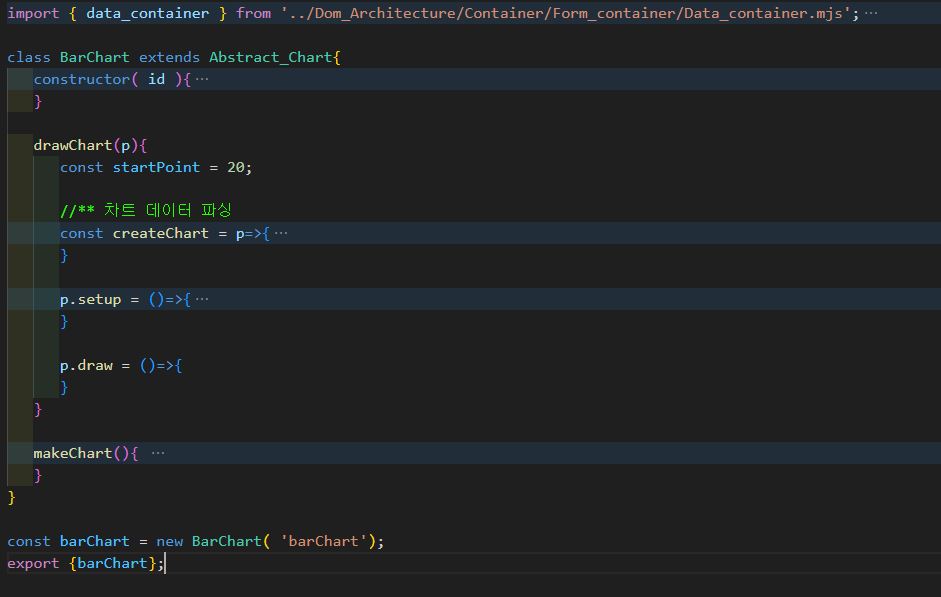 import { data_container } from '../Dom_Architecture/Container/Form_container/Data_container.mjs'; ···
class BarChart extends Abstract_Chart{
constructor( id ){ ···
}
drawChart(p){
const startPoint = 20;
//** 차트 데이터 파싱
const createChart = p=>{ ···
}
p.setup = ()=>{ ···
}
p.draw = ()=>{
}
}
makeChart(){ ···
}
}
const barChart = new BarChart( 'barChart');
export {barChart};